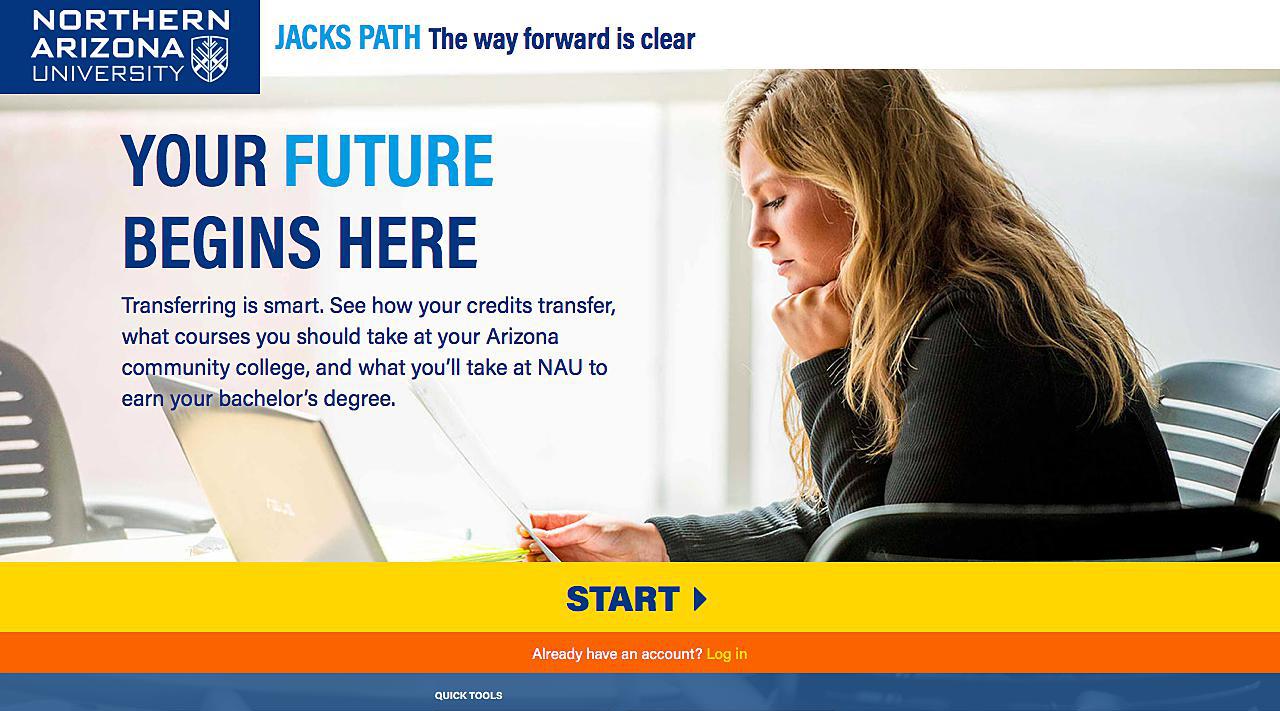 NORTHERN
ARIZONA
UNIVERSITY
JACKS PATH The way forward is clear
YOUR FUTURE
BEGINS HERE
Transferring is smart. See how your credits transfer,
what courses you should take at your Arizona
community college, and what you’ll take at NAU to
earn your bachelor’s degree.
ASUS
START
Already have an account? Log in
QUICK TOOLS